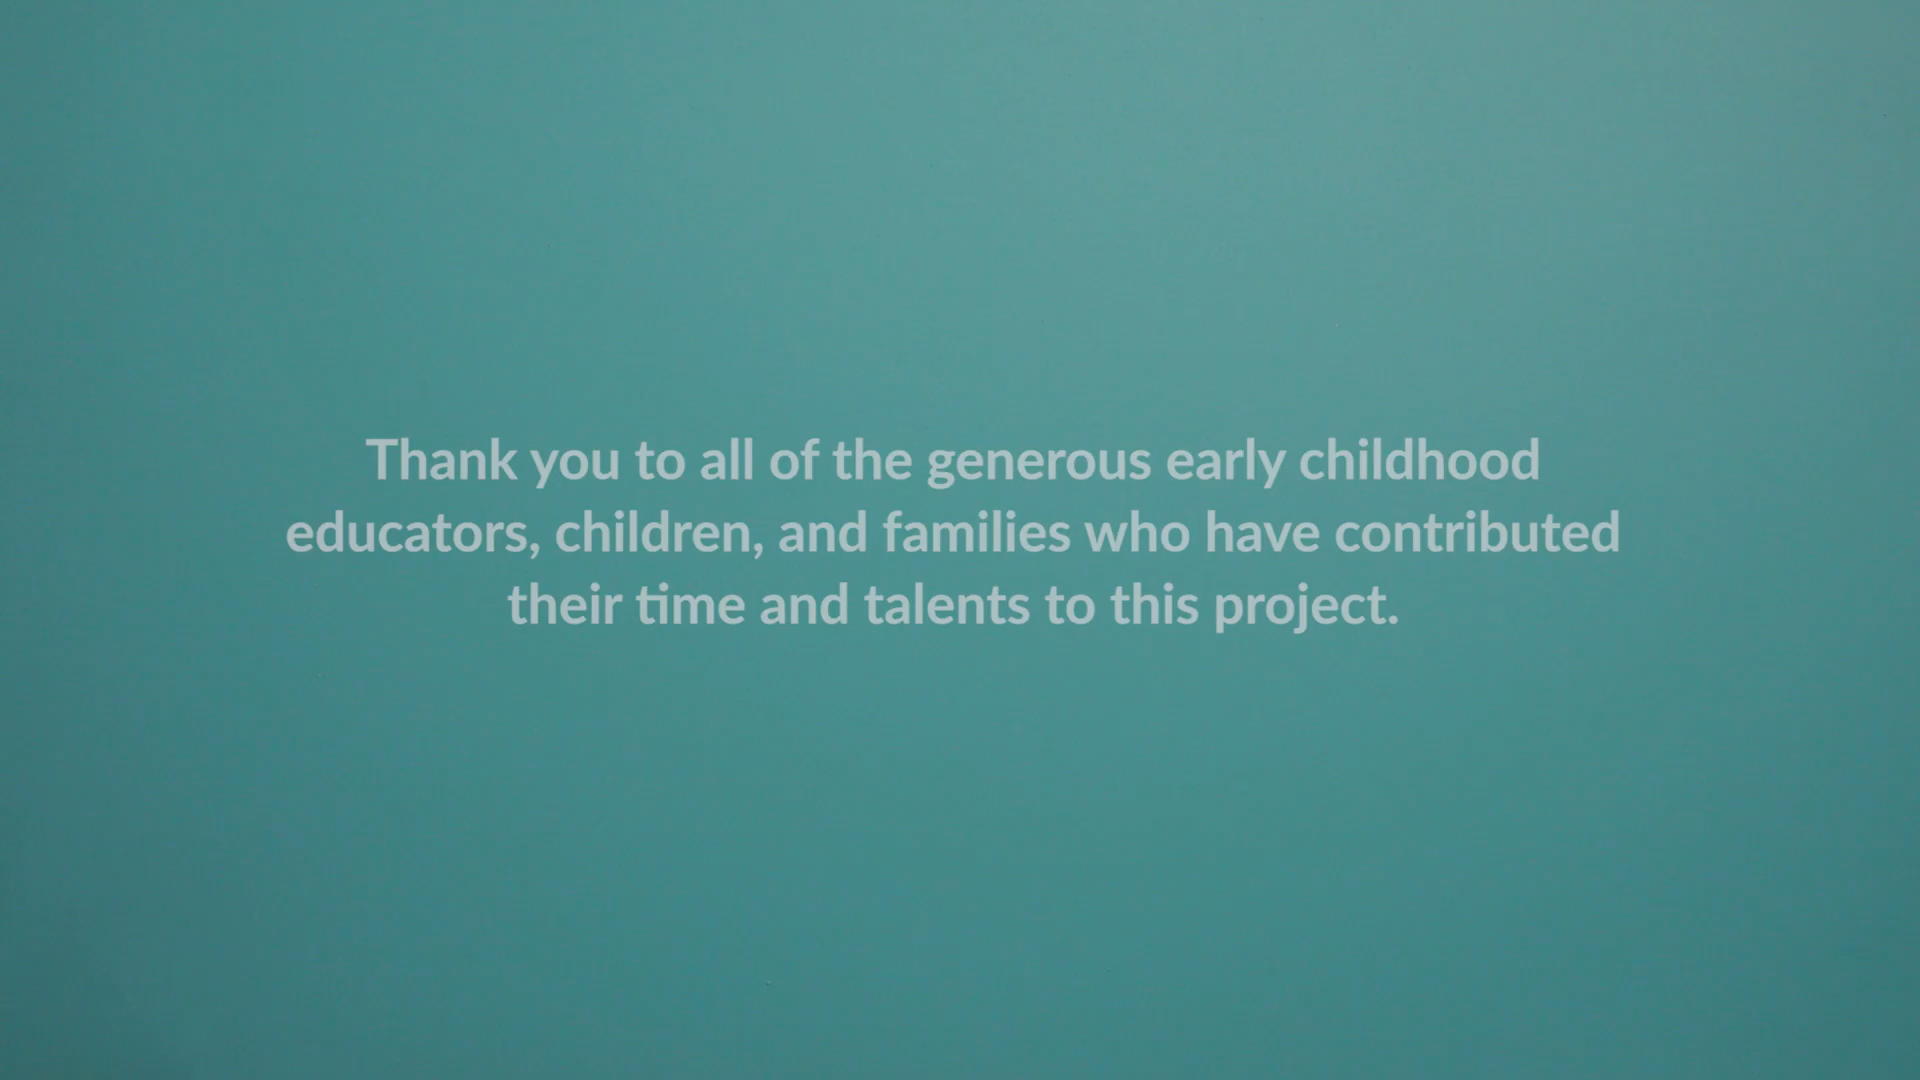 Thank you to all of the generous early childhood
educators, children, and families who have contributed
their time and talents to this project.